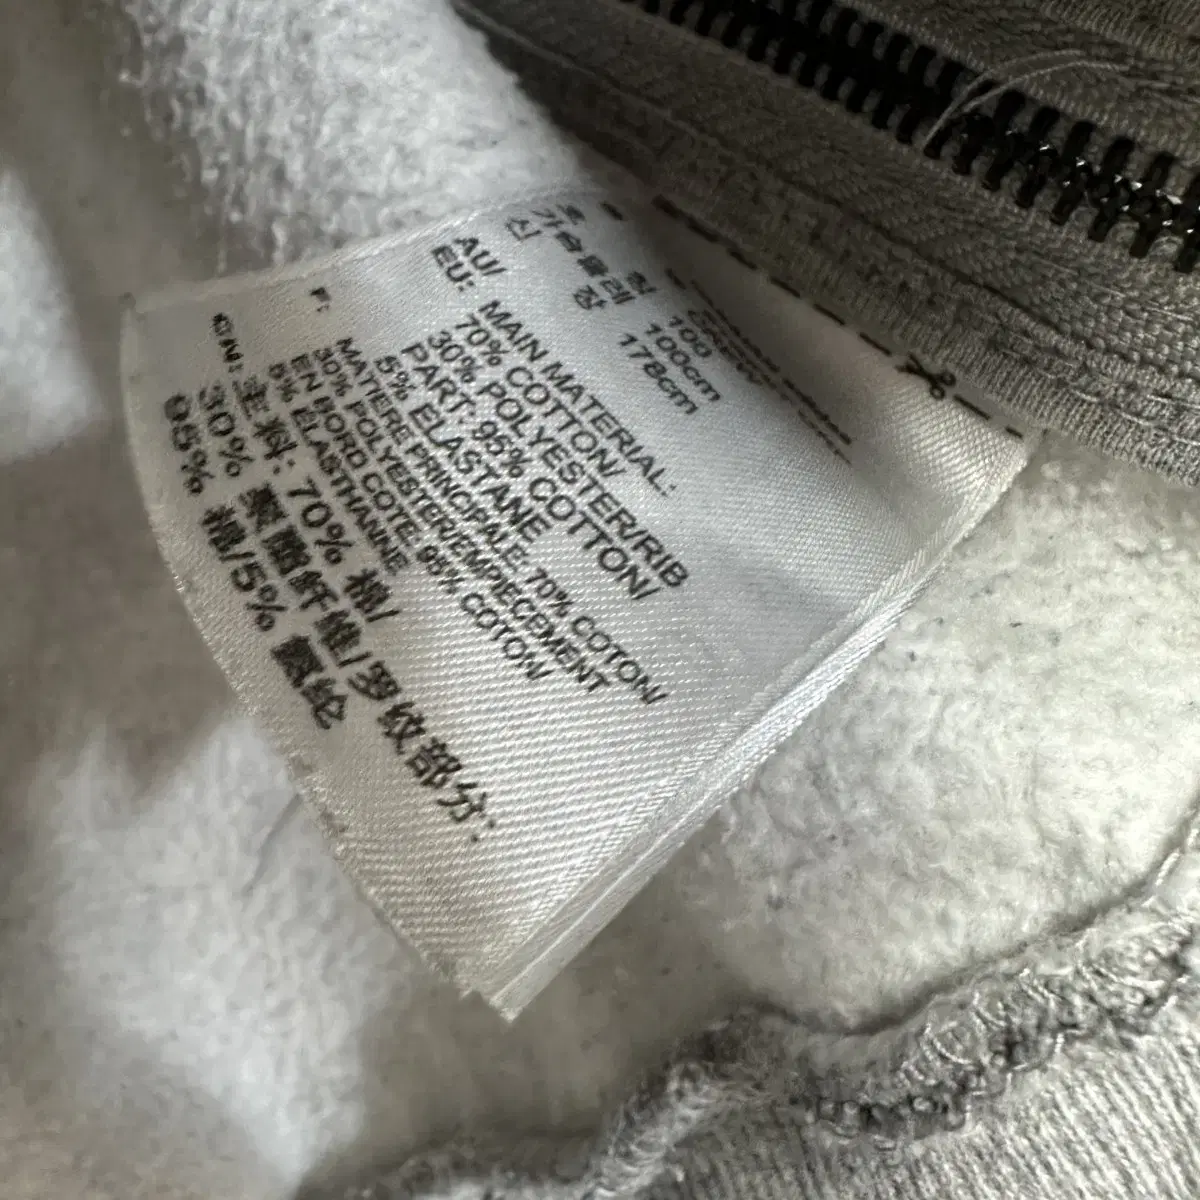 호칭 100
가슴둘레 100cm
신장 178cm
AU/
EU: MAIN MATERIAL:
70% COTTON/
30% POLYESTER/RIB
PART: 95% COTTON/
5% ELASTANE
F: MATIERE PRINCIPALE: 70% COTON/
30% POLYESTER/EMPIECEMENT
EN BORD COTE: 95% COTON/
5% ELASTHANNE
CN: 主料: 70% 棉/
30% 聚酯纤维/罗纹部分:
95% 棉/5% 氨纶